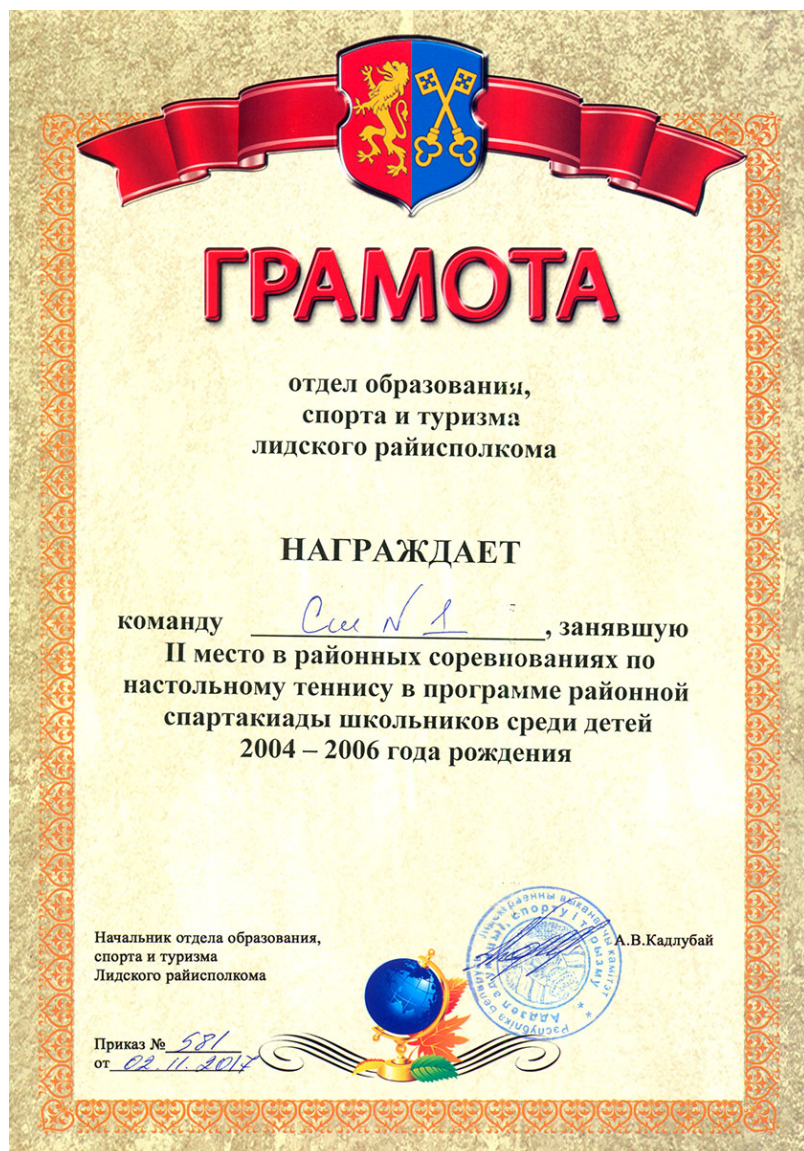 ГРАМОТА
отдел образования,
спорта и туризма
лидского райисполкома
НАГРАЖДАЕТ
команду Сш N 1, занявшую
II место в районных соревнованиях по
настольному теннису в программе районной
спартакиады школьников среди детей
2004 – 2006 года рождения
Начальник отдела образования,
спорта и туризма
Лидского райисполкома
А.В.Кадлубай
Приказ № 581
от 02.11.2017